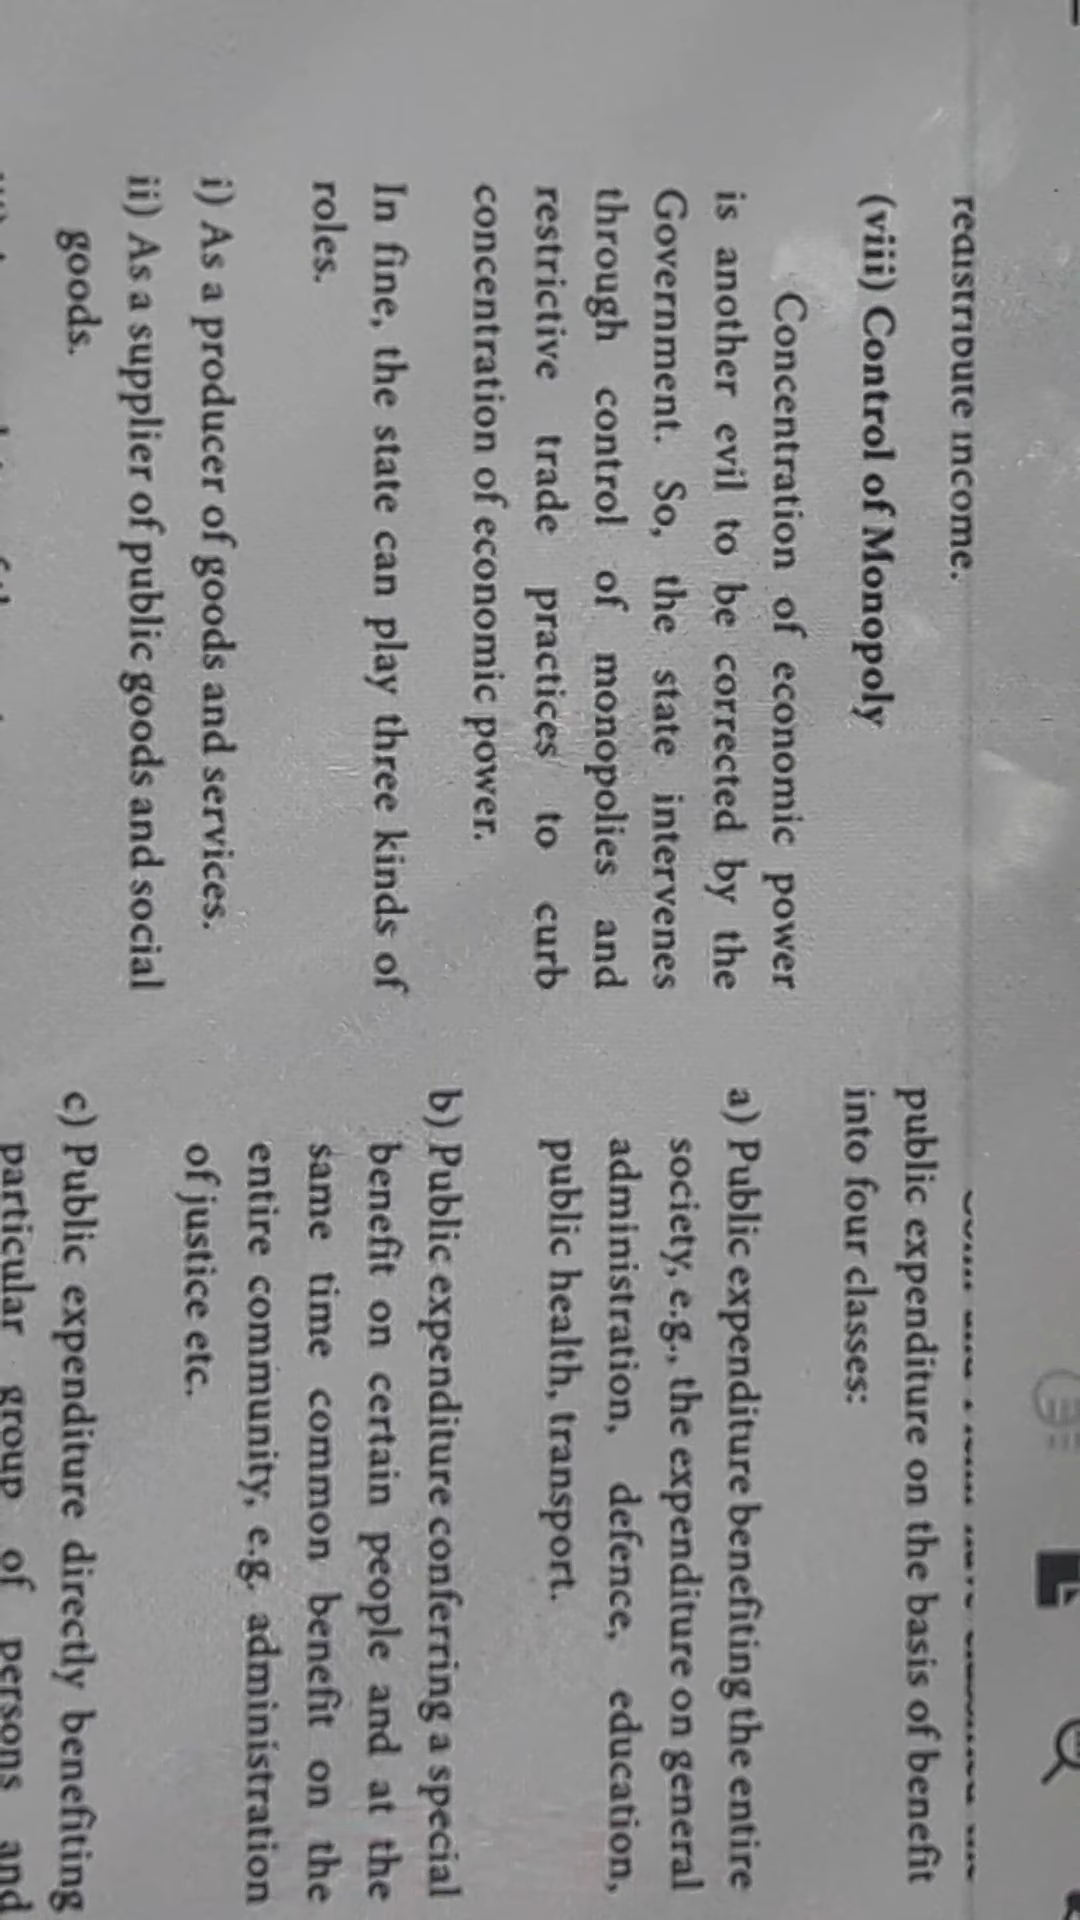 redistribute income.
(viii) Control of Monopoly
Concentration of economic power
is another evil to be corrected by the
Government. So, the state intervenes
through control of monopolies and
restrictive trade practices to curb
concentration of economic power.
In fine, the state can play three kinds of
roles.
i) As a producer of goods and services.
ii) As a supplier of public goods and social
goods.
public expenditure on the basis of benefit
into four classes:
a) Public expenditure benefiting the entire
society, e.g., the expenditure on general
administration, defence, education,
public health, transport.
b) Public expenditure conferring a special
benefit on certain people and at the
same time common benefit on the
entire community, e.g. administration
of justice etc.
c) Public expenditure directly benefiting
particular group of persons and